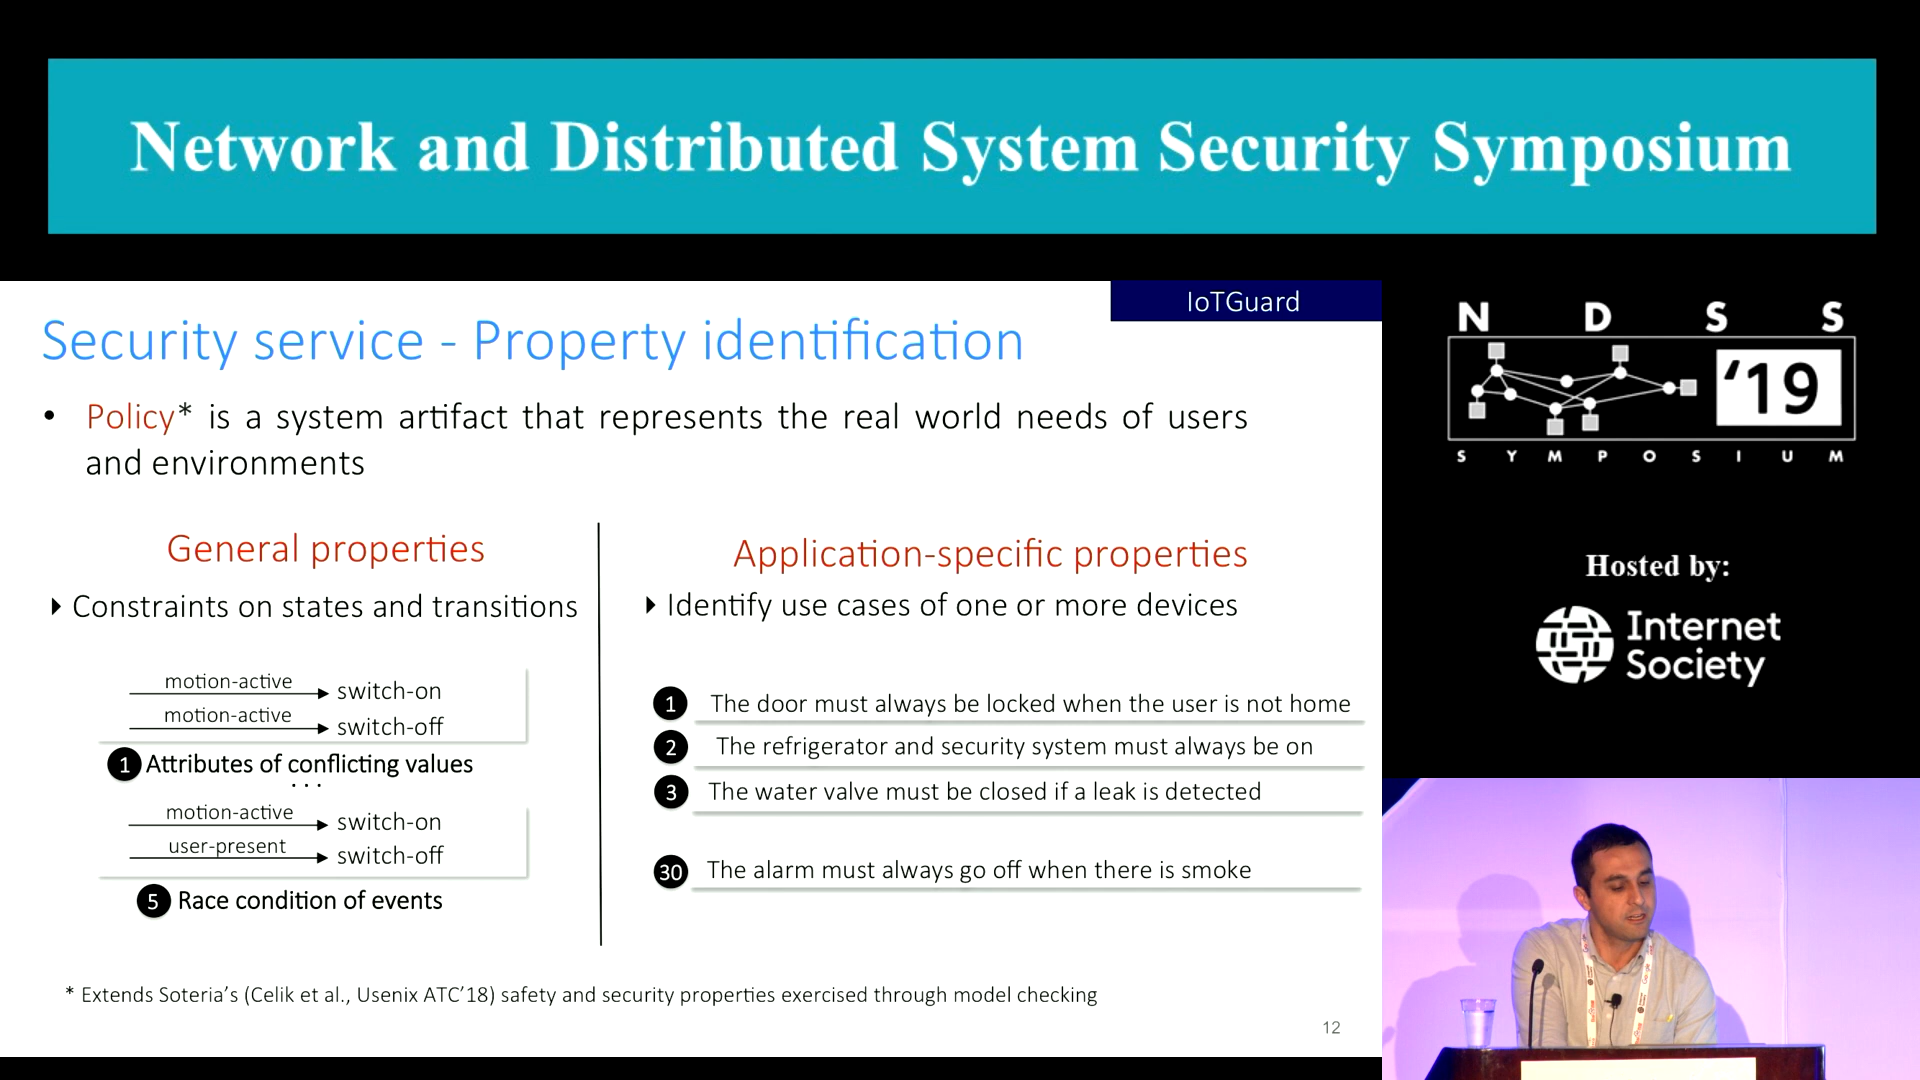 Network and Distributed System Security Symposium
IoTGuard
Security service - Property identification
• Policy* is a system artifact that represents the real world needs of users
and environments
General properties
Constraints on states and transitions
motion-active switch-on
motion-active switch-off
1 Attributes of conflicting values
...
motion-active switch-on
user-present switch-off
5 Race condition of events
Application-specific properties
Identify use cases of one or more devices
1 The door must always be locked when the user is not home
2 The refrigerator and security system must always be on
3 The water valve must be closed if a leak is detected
30 The alarm must always go off when there is smoke
* Extends Soteria's (Celik et al., Usenix ATC'18) safety and security properties exercised through model checking
12
N D S S
'19
S Y M P O S I U M
Hosted by:
Internet
Society